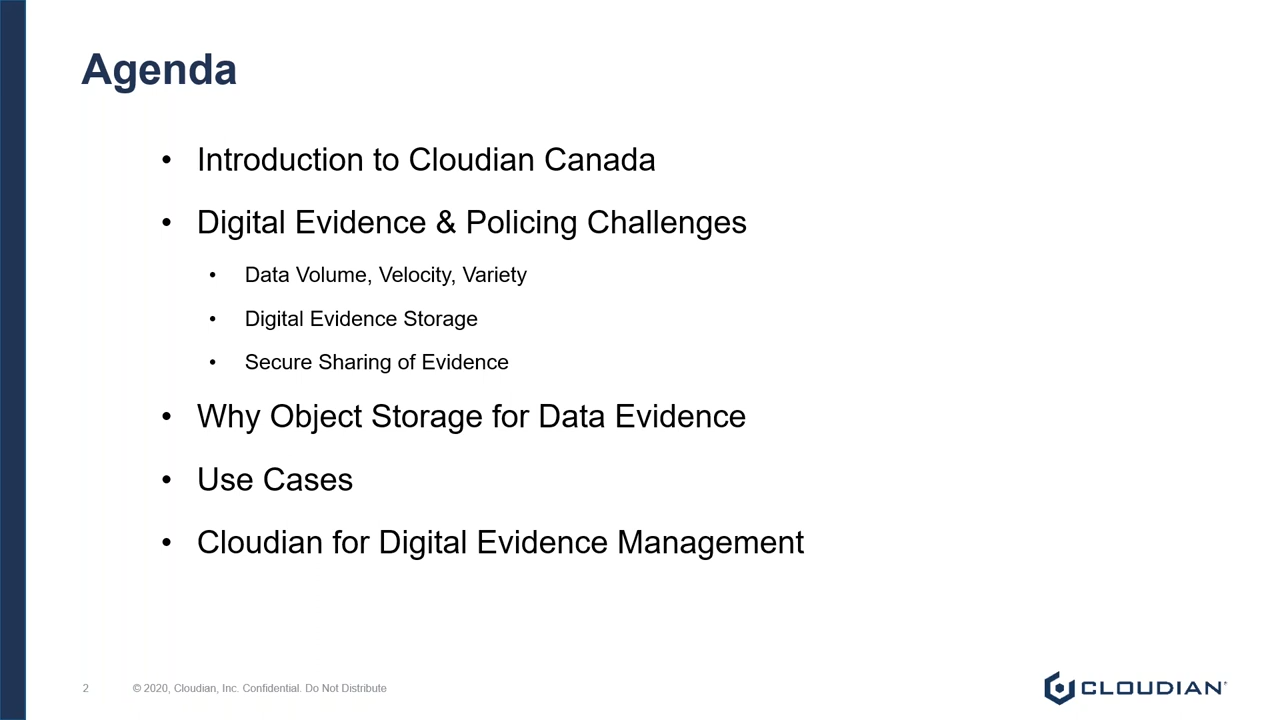 Agenda
• Introduction to Cloudian Canada
• Digital Evidence & Policing Challenges
• Data Volume, Velocity, Variety
• Digital Evidence Storage
• Secure Sharing of Evidence
• Why Object Storage for Data Evidence
• Use Cases
• Cloudian for Digital Evidence Management
2 © 2020, Cloudian, Inc. Confidential. Do Not Distribute
CLOUDIAN